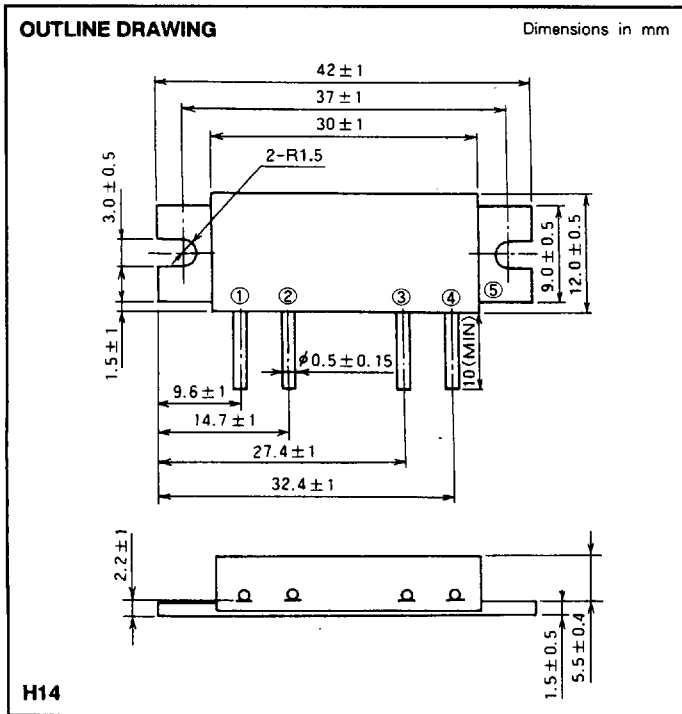 OUTLINE DRAWING
Dimensions in mm
42±1
37±1
30±1
2-R1.5
3.0±0.5
9.0±0.5
12.0±0.5
① ② ③ ④ ⑤
1.5±1
ϕ0.5±0.15
10(MIN)
9.6±1
14.7±1
27.4±1
32.4±1
2.2±1
1.5±0.5
5.5±0.4
H14